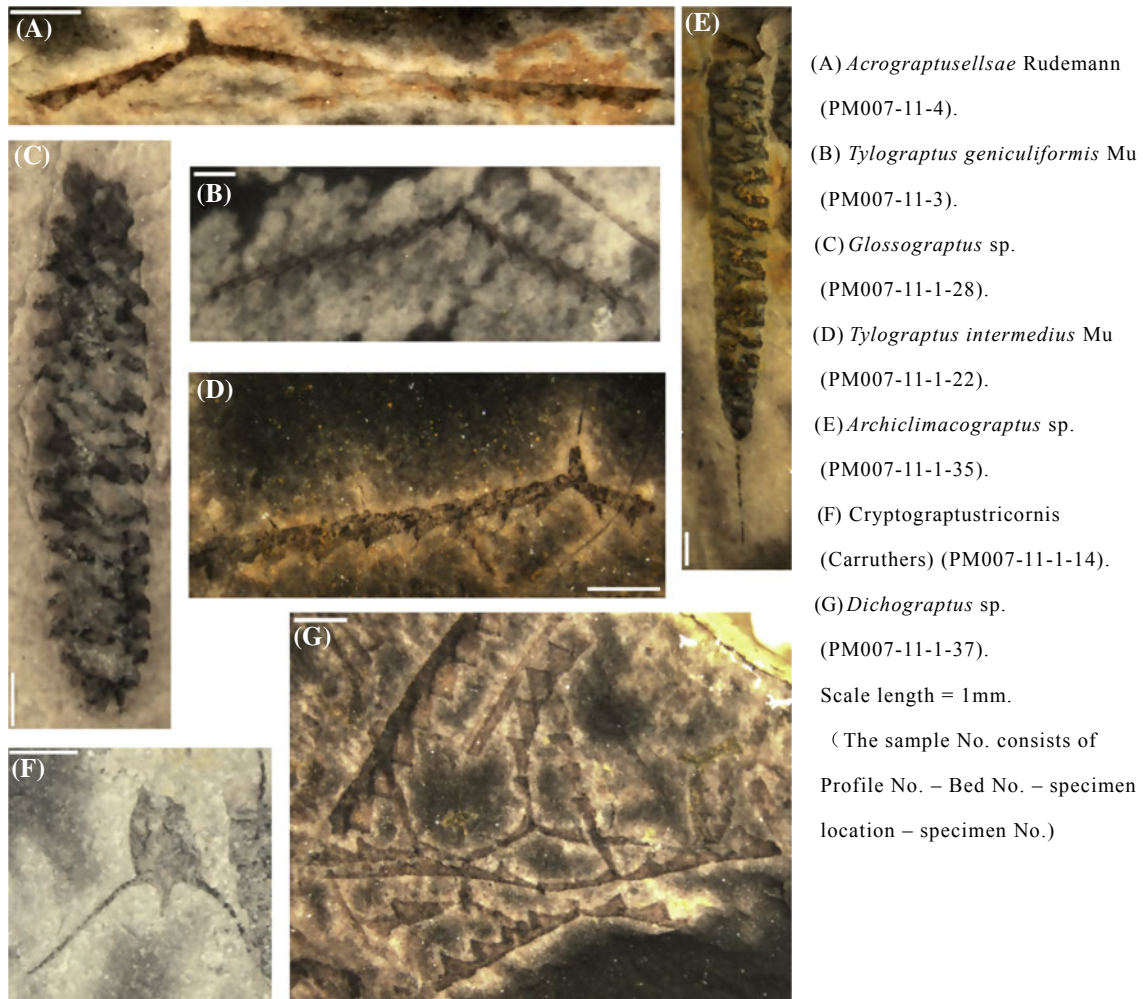 (A)
(E)
(C)
(B)
(D)
(G)
(F)
(A) Acrograptusellsae Rudemann
(PM007-11-4).
(B) Tylograptus geniculiformis Mu
(PM007-11-3).
(C) Glossograptus sp.
(PM007-11-1-28).
(D) Tylograptus intermedius Mu
(PM007-11-1-22).
(E) Archiclimacograptus sp.
(PM007-11-1-35).
(F) Cryptograptustricornis
(Carruthers) (PM007-11-1-14).
(G) Dichograptus sp.
(PM007-11-1-37).
Scale length = 1mm.
（The sample No. consists of
Profile No. – Bed No. – specimen
location – specimen No.)